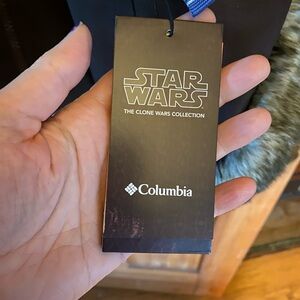 STAR
WARS
THE CLONE WARS COLLECTION
Columbia